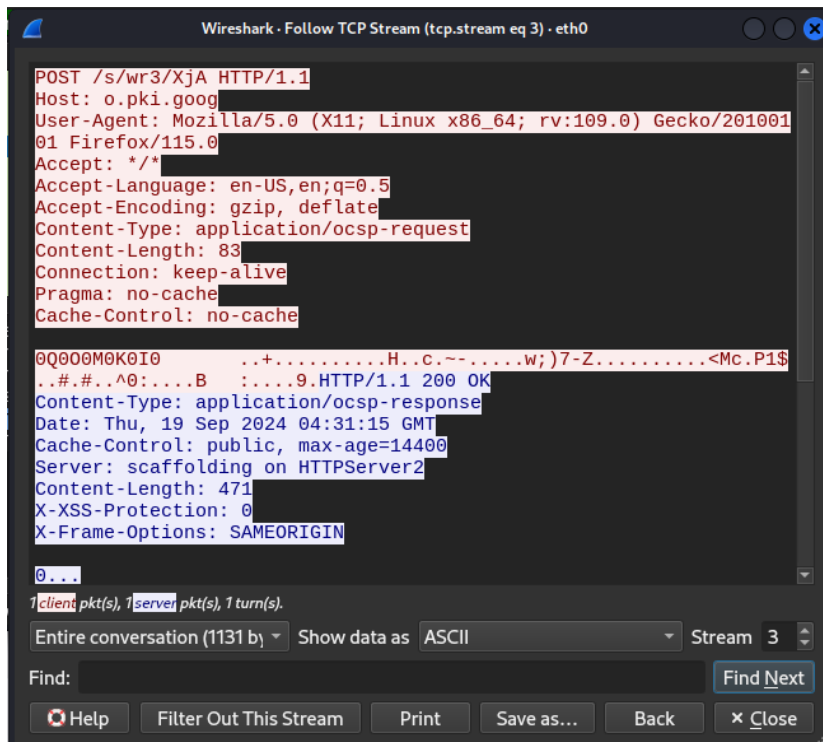 Wireshark · Follow TCP Stream (tcp.stream eq 3) · eth0
POST /s/wr3/XjA HTTP/1.1
Host: o.pki.goog
User-Agent: Mozilla/5.0 (X11; Linux x86_64; rv:109.0) Gecko/201001
01 Firefox/115.0
Accept: */*
Accept-Language: en-US,en;q=0.5
Accept-Encoding: gzip, deflate
Content-Type: application/ocsp-request
Content-Length: 83
Connection: keep-alive
Pragma: no-cache
Cache-Control: no-cache
0Q0O0M0K0I0 ..+..........H..c.~-.....w;)7-Z..........<Mc.P1$
..#.#..^0:....B :....9.HTTP/1.1 200 OK
Content-Type: application/ocsp-response
Date: Thu, 19 Sep 2024 04:31:15 GMT
Cache-Control: public, max-age=14400
Server: scaffolding on HTTPServer2
Content-Length: 471
X-XSS-Protection: 0
X-Frame-Options: SAMEORIGIN
0...
1 client pkt(s), 1 server pkt(s), 1 turn(s).
Entire conversation (1131 by Show data as ASCII Stream 3
Find: Find Next
Help Filter Out This Stream Print Save as... Back × Close